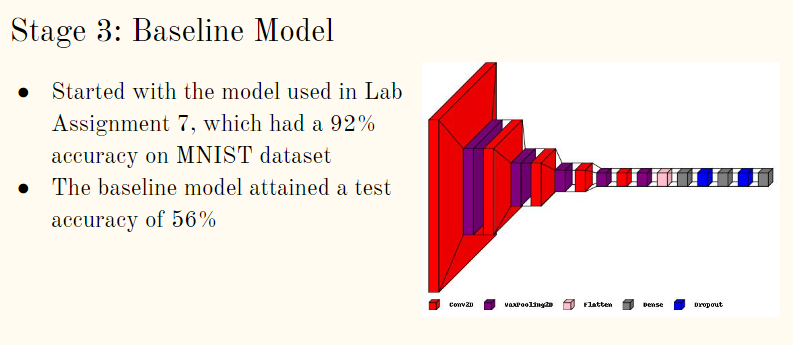 Stage 3: Baseline Model
● Started with the model used in Lab
Assignment 7, which had a 92%
accuracy on MNIST dataset
● The baseline model attained a test
accuracy of 56%
Conv2D MaxPooling2D Flatten Dense Dropout